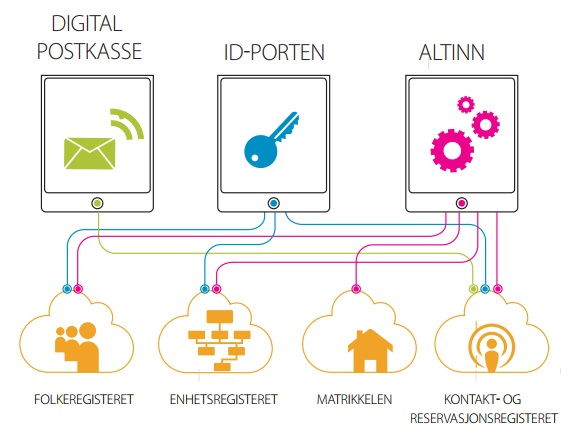 DIGITAL
POSTKASSE
ID-PORTEN
ALTINN
FOLKEREGISTERET
ENHETSREGISTERET
MATRIKKELEN
KONTAKT- OG
RESERVASJONSREGISTERET